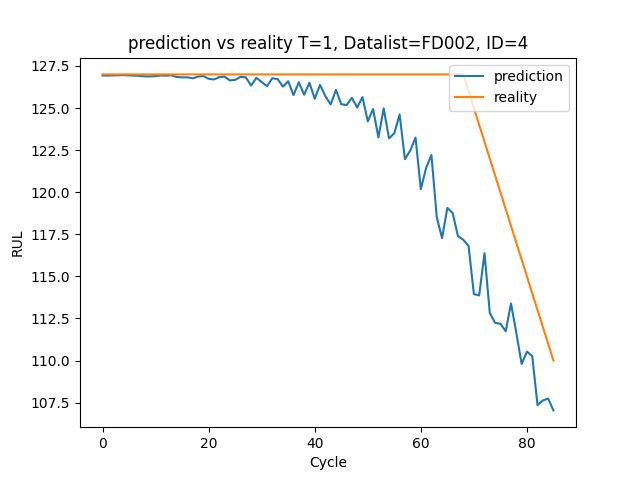 prediction vs reality T=1, Datalist=FD002, ID=4
127.5
125.0
122.5
120.0
117.5
115.0
112.5
110.0
107.5
RUL
prediction
reality
0 20 40 60 80
Cycle